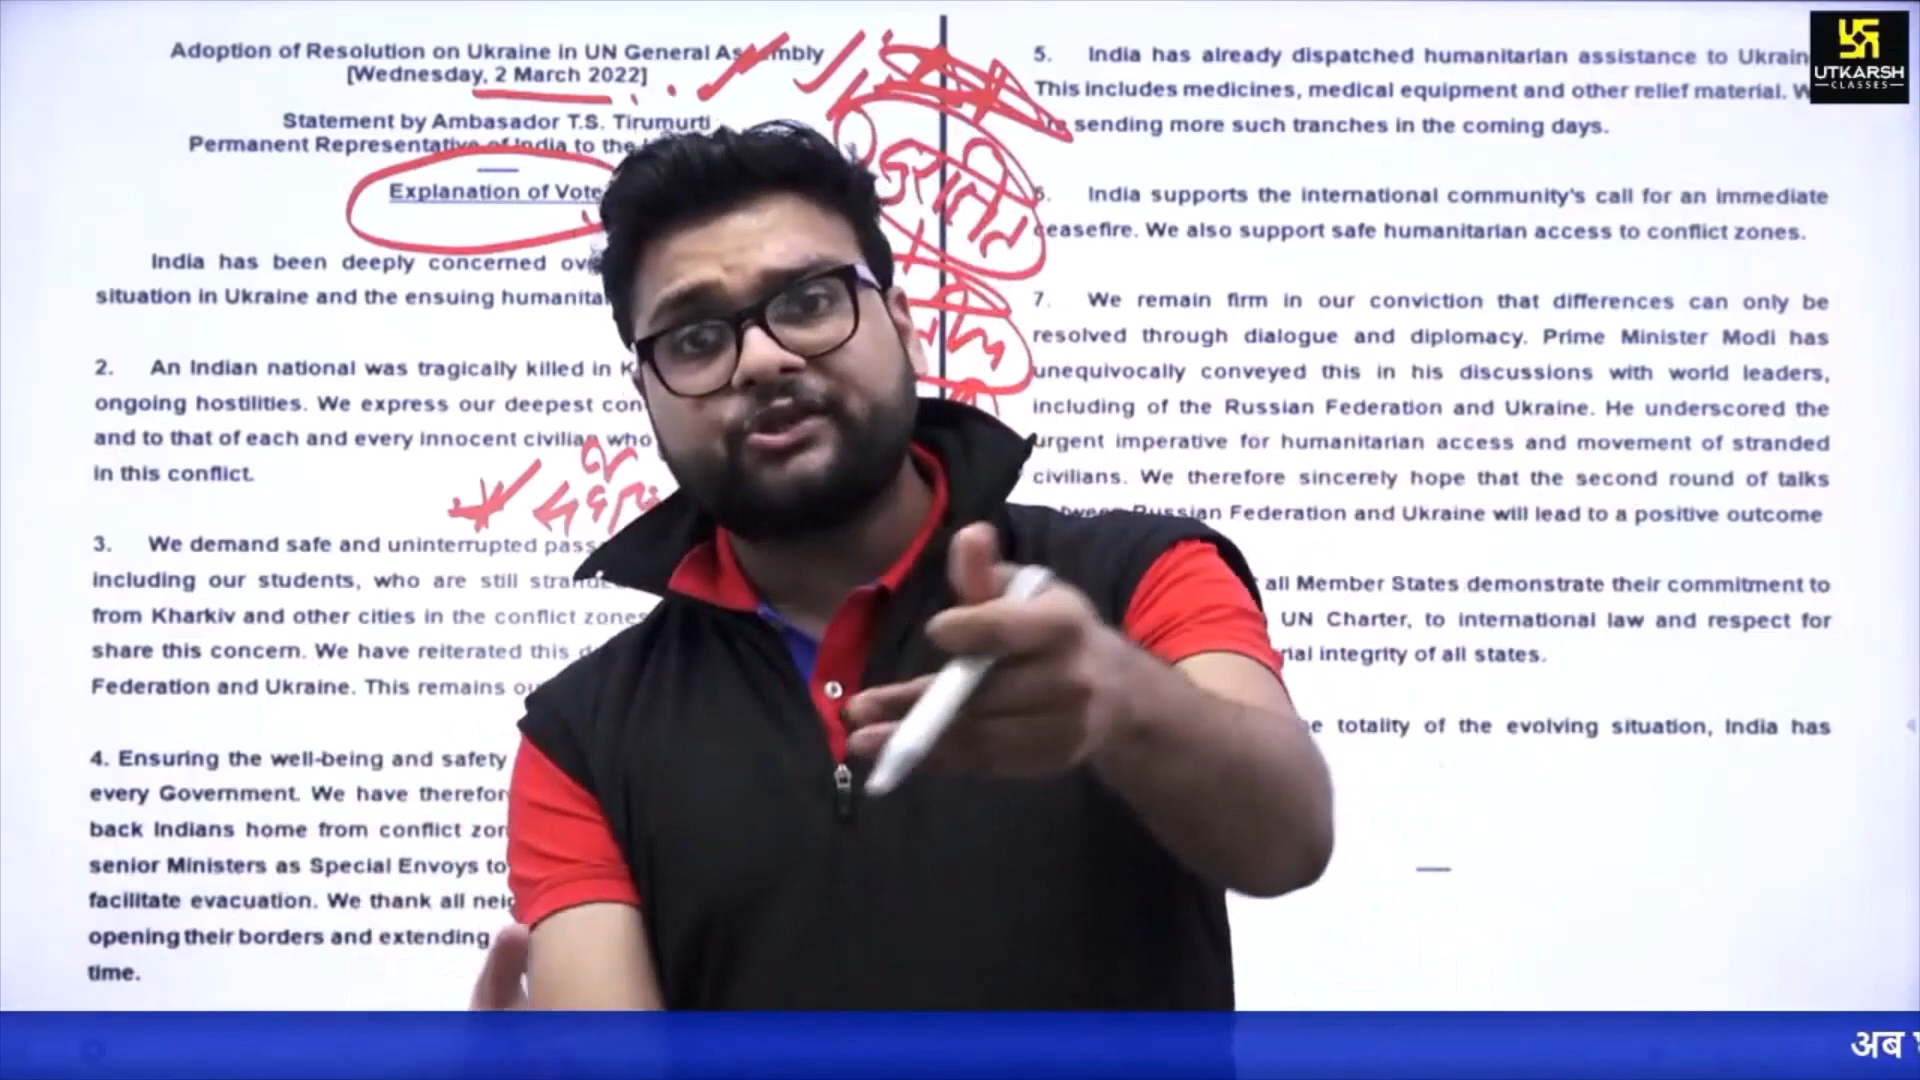 Adoption of Resolution on Ukraine in UN General Assembly
[Wednesday, 2 March 2022]
Statement by Ambasador T.S. Tirumurti
Permanent Representative of India to the
Explanation of Vote
India has been deeply concerned
situation in Ukraine and the ensuing
2. An Indian national was tragically killed in
ongoing hostilities. We express our deepest
and to that of each and every innocent civilian who
in this conflict.
3. We demand safe and uninterrupted
including our students, who are still
from Kharkiv and other cities in the conflict
share this concern. We have reiterated this
Federation and Ukraine. This remains
4. Ensuring the well-being and safety
every Government. We have
back Indians home from conflict
senior Ministers as Special Envoys to
facilitate evacuation. We thank all
opening their borders and extending
time.
5. India has already dispatched humanitarian assistance to
This includes medicines, medical equipment and other relief material.
sending more such tranches in the coming days.
India supports the international community's call for an immediate
ceasefire. We also support safe humanitarian access to conflict zones.
7. We remain firm in our conviction that differences can only be
resolved through dialogue and diplomacy. Prime Minister Modi has
unequivocally conveyed this in his discussions with world leaders,
including of the Russian Federation and Ukraine. He underscored the
urgent imperative for humanitarian access and movement of stranded
civilians. We therefore sincerely hope that the second round of talks
Russian Federation and Ukraine will lead to a positive outcome
all Member States demonstrate their commitment to
UN Charter, to international law and respect for
integrity of all states.
totality of the evolving situation, India has
UTKARSH
CLASSES
अब